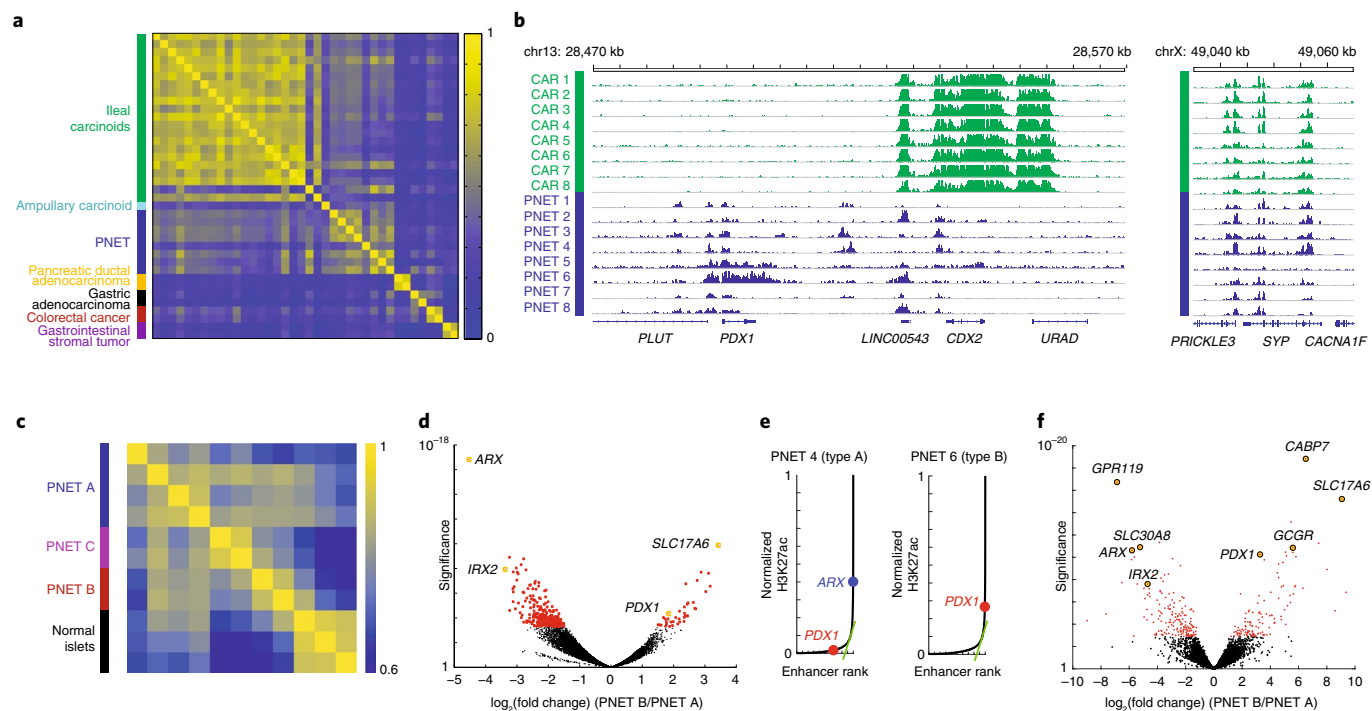 a
1
0
Ileal
carcinoids
Ampullary carcinoid
PNET
Pancreatic ductal
adenocarcinoma
Gastric
adenocarcinoma
Colorectal cancer
Gastrointestinal
stromal tumor
b
chr13: 28,470 kb
28,570 kb
chrX: 49,040 kb
49,060 kb
CAR 1
CAR 2
CAR 3
CAR 4
CAR 5
CAR 6
CAR 7
CAR 8
PNET 1
PNET 2
PNET 3
PNET 4
PNET 5
PNET 6
PNET 7
PNET 8
PLUT
PDX1
LINC00543
CDX2
URAD
PRICKLE3
SYP
CACNA1F
c
PNET A
PNET C
PNET B
Normal
islets
1
0.6
d
10⁻¹⁸
Significance
1
ARX
IRX2
SLC17A6
PDX1
−5 −4 −3 −2 −1 0 1 2 3 4
log₂(fold change) (PNET B/PNET A)
e
PNET 4 (type A)
1
Normalized
H3K27ac
ARX
PDX1
0
Enhancer rank
PNET 6 (type B)
1
Normalized
H3K27ac
PDX1
0
Enhancer rank
f
10⁻²⁰
Significance
1
CABP7
GPR119
SLC17A6
SLC30A8
ARX
GCGR
PDX1
IRX2
−10 −8 −6 −4 −2 0 2 4 6 8 10
log₂(fold change) (PNET B/PNET A)